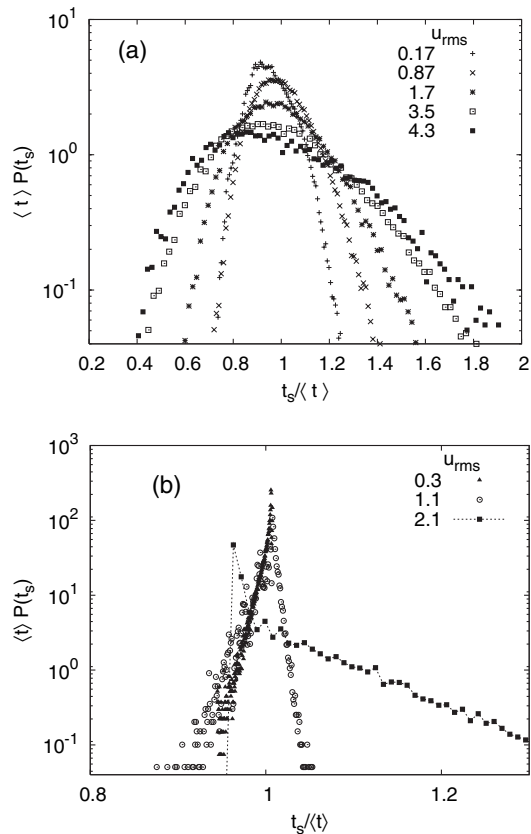 (a)
u_rms
0.17
0.87
1.7
3.5
4.3
10^1
10^0
10^-1
⟨ t ⟩ P(t_s)
0.2 0.4 0.6 0.8 1 1.2 1.4 1.6 1.8 2
t_s/⟨ t ⟩
(b)
u_rms
0.3
1.1
2.1
10^3
10^2
10^1
10^0
10^-1
⟨t⟩ P(t_s)
0.8 1 1.2
t_s/⟨t⟩